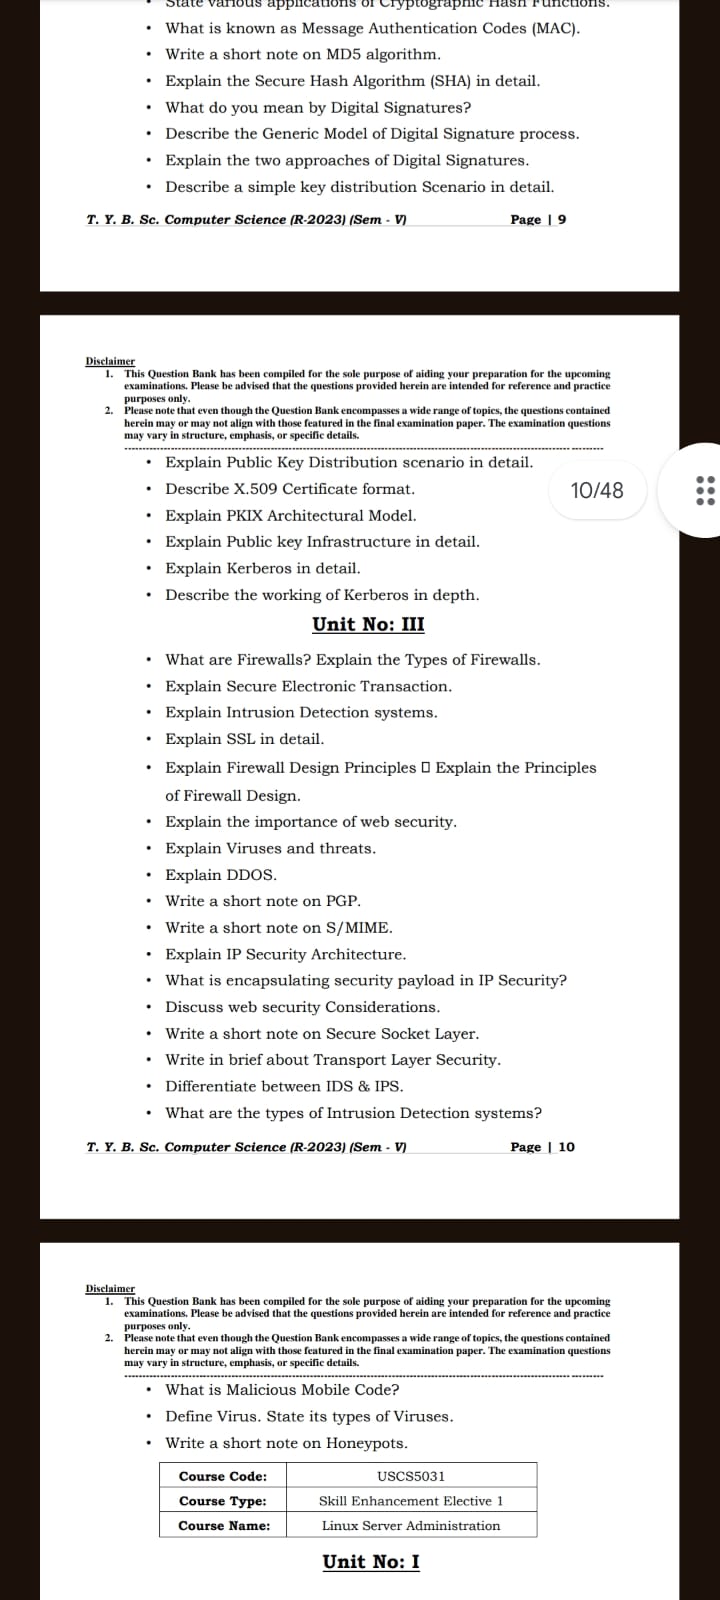 State various applications of Cryptographic Hash Functions.
• What is known as Message Authentication Codes (MAC).
• Write a short note on MD5 algorithm.
• Explain the Secure Hash Algorithm (SHA) in detail.
• What do you mean by Digital Signatures?
• Describe the Generic Model of Digital Signature process.
• Explain the two approaches of Digital Signatures.
• Describe a simple key distribution Scenario in detail.
T. Y. B. Sc. Computer Science (R-2023) (Sem - V) Page | 9
Disclaimer
1. This Question Bank has been compiled for the sole purpose of aiding your preparation for the upcoming
examinations. Please be advised that the questions provided herein are intended for reference and practice
purposes only.
2. Please note that even though the Question Bank encompasses a wide range of topics, the questions contained
herein may or may not align with those featured in the final examination paper. The examination questions
may vary in structure, emphasis, or specific details.
• Explain Public Key Distribution scenario in detail.
• Describe X.509 Certificate format.
10/48
• Explain PKIX Architectural Model.
• Explain Public key Infrastructure in detail.
• Explain Kerberos in detail.
• Describe the working of Kerberos in depth.
Unit No: III
• What are Firewalls? Explain the Types of Firewalls.
• Explain Secure Electronic Transaction.
• Explain Intrusion Detection systems.
• Explain SSL in detail.
• Explain Firewall Design Principles ▯ Explain the Principles
of Firewall Design.
• Explain the importance of web security.
• Explain Viruses and threats.
• Explain DDOS.
• Write a short note on PGP.
• Write a short note on S/MIME.
• Explain IP Security Architecture.
• What is encapsulating security payload in IP Security?
• Discuss web security Considerations.
• Write a short note on Secure Socket Layer.
• Write in brief about Transport Layer Security.
• Differentiate between IDS & IPS.
• What are the types of Intrusion Detection systems?
T. Y. B. Sc. Computer Science (R-2023) (Sem - V) Page | 10
Disclaimer
1. This Question Bank has been compiled for the sole purpose of aiding your preparation for the upcoming
examinations. Please be advised that the questions provided herein are intended for reference and practice
purposes only.
2. Please note that even though the Question Bank encompasses a wide range of topics, the questions contained
herein may or may not align with those featured in the final examination paper. The examination questions
may vary in structure, emphasis, or specific details.
• What is Malicious Mobile Code?
• Define Virus. State its types of Viruses.
• Write a short note on Honeypots.
Course Code: USCS5031
Course Type: Skill Enhancement Elective 1
Course Name: Linux Server Administration
Unit No: I